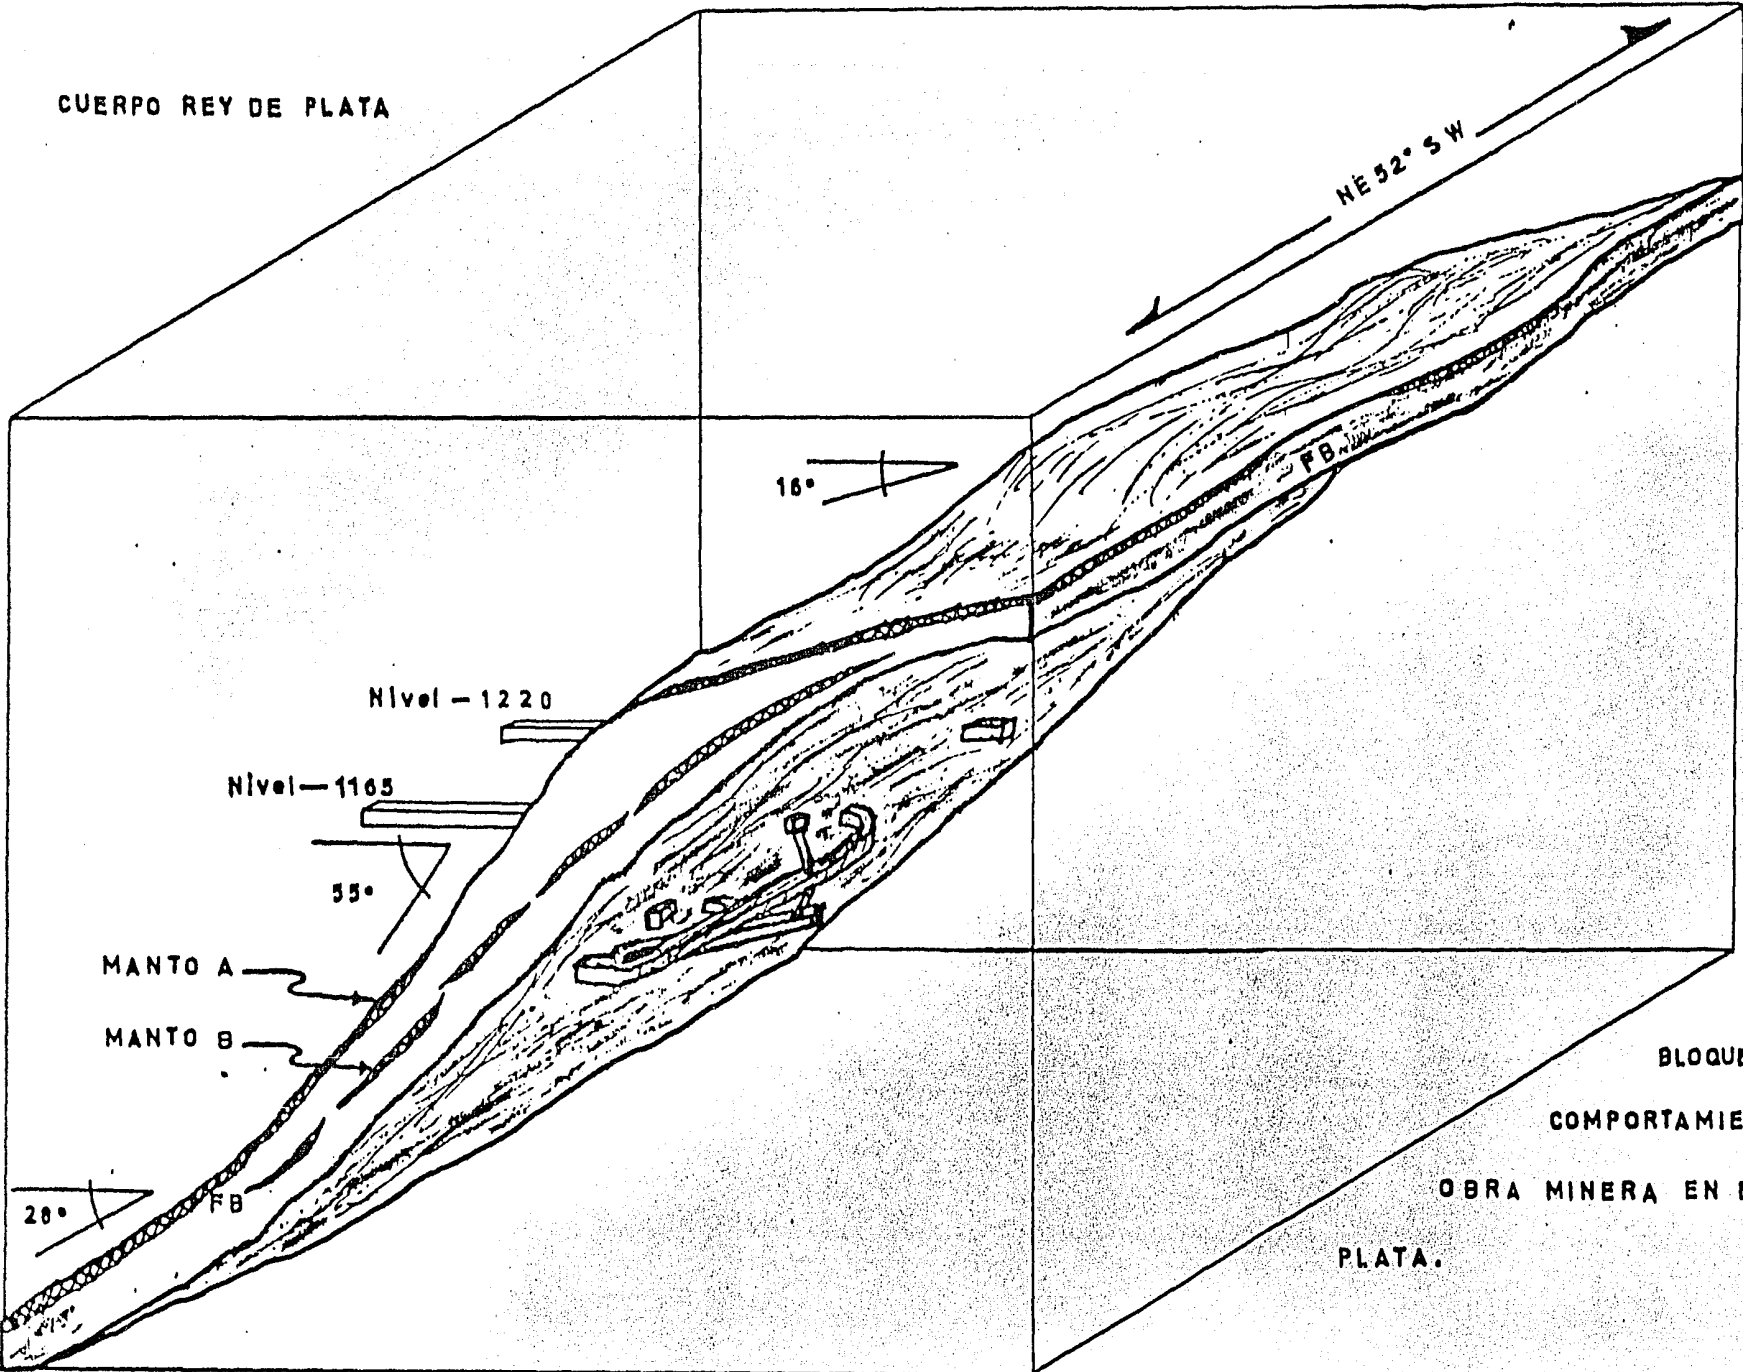 CUERPO REY DE PLATA
NE 52° SW
16°
FB
Nivel-1220
Nivel-1165
55°
MANTO A
MANTO B
FB
28°
BLOQUE
COMPORTAMIE
OBRA MINERA EN
PLATA.